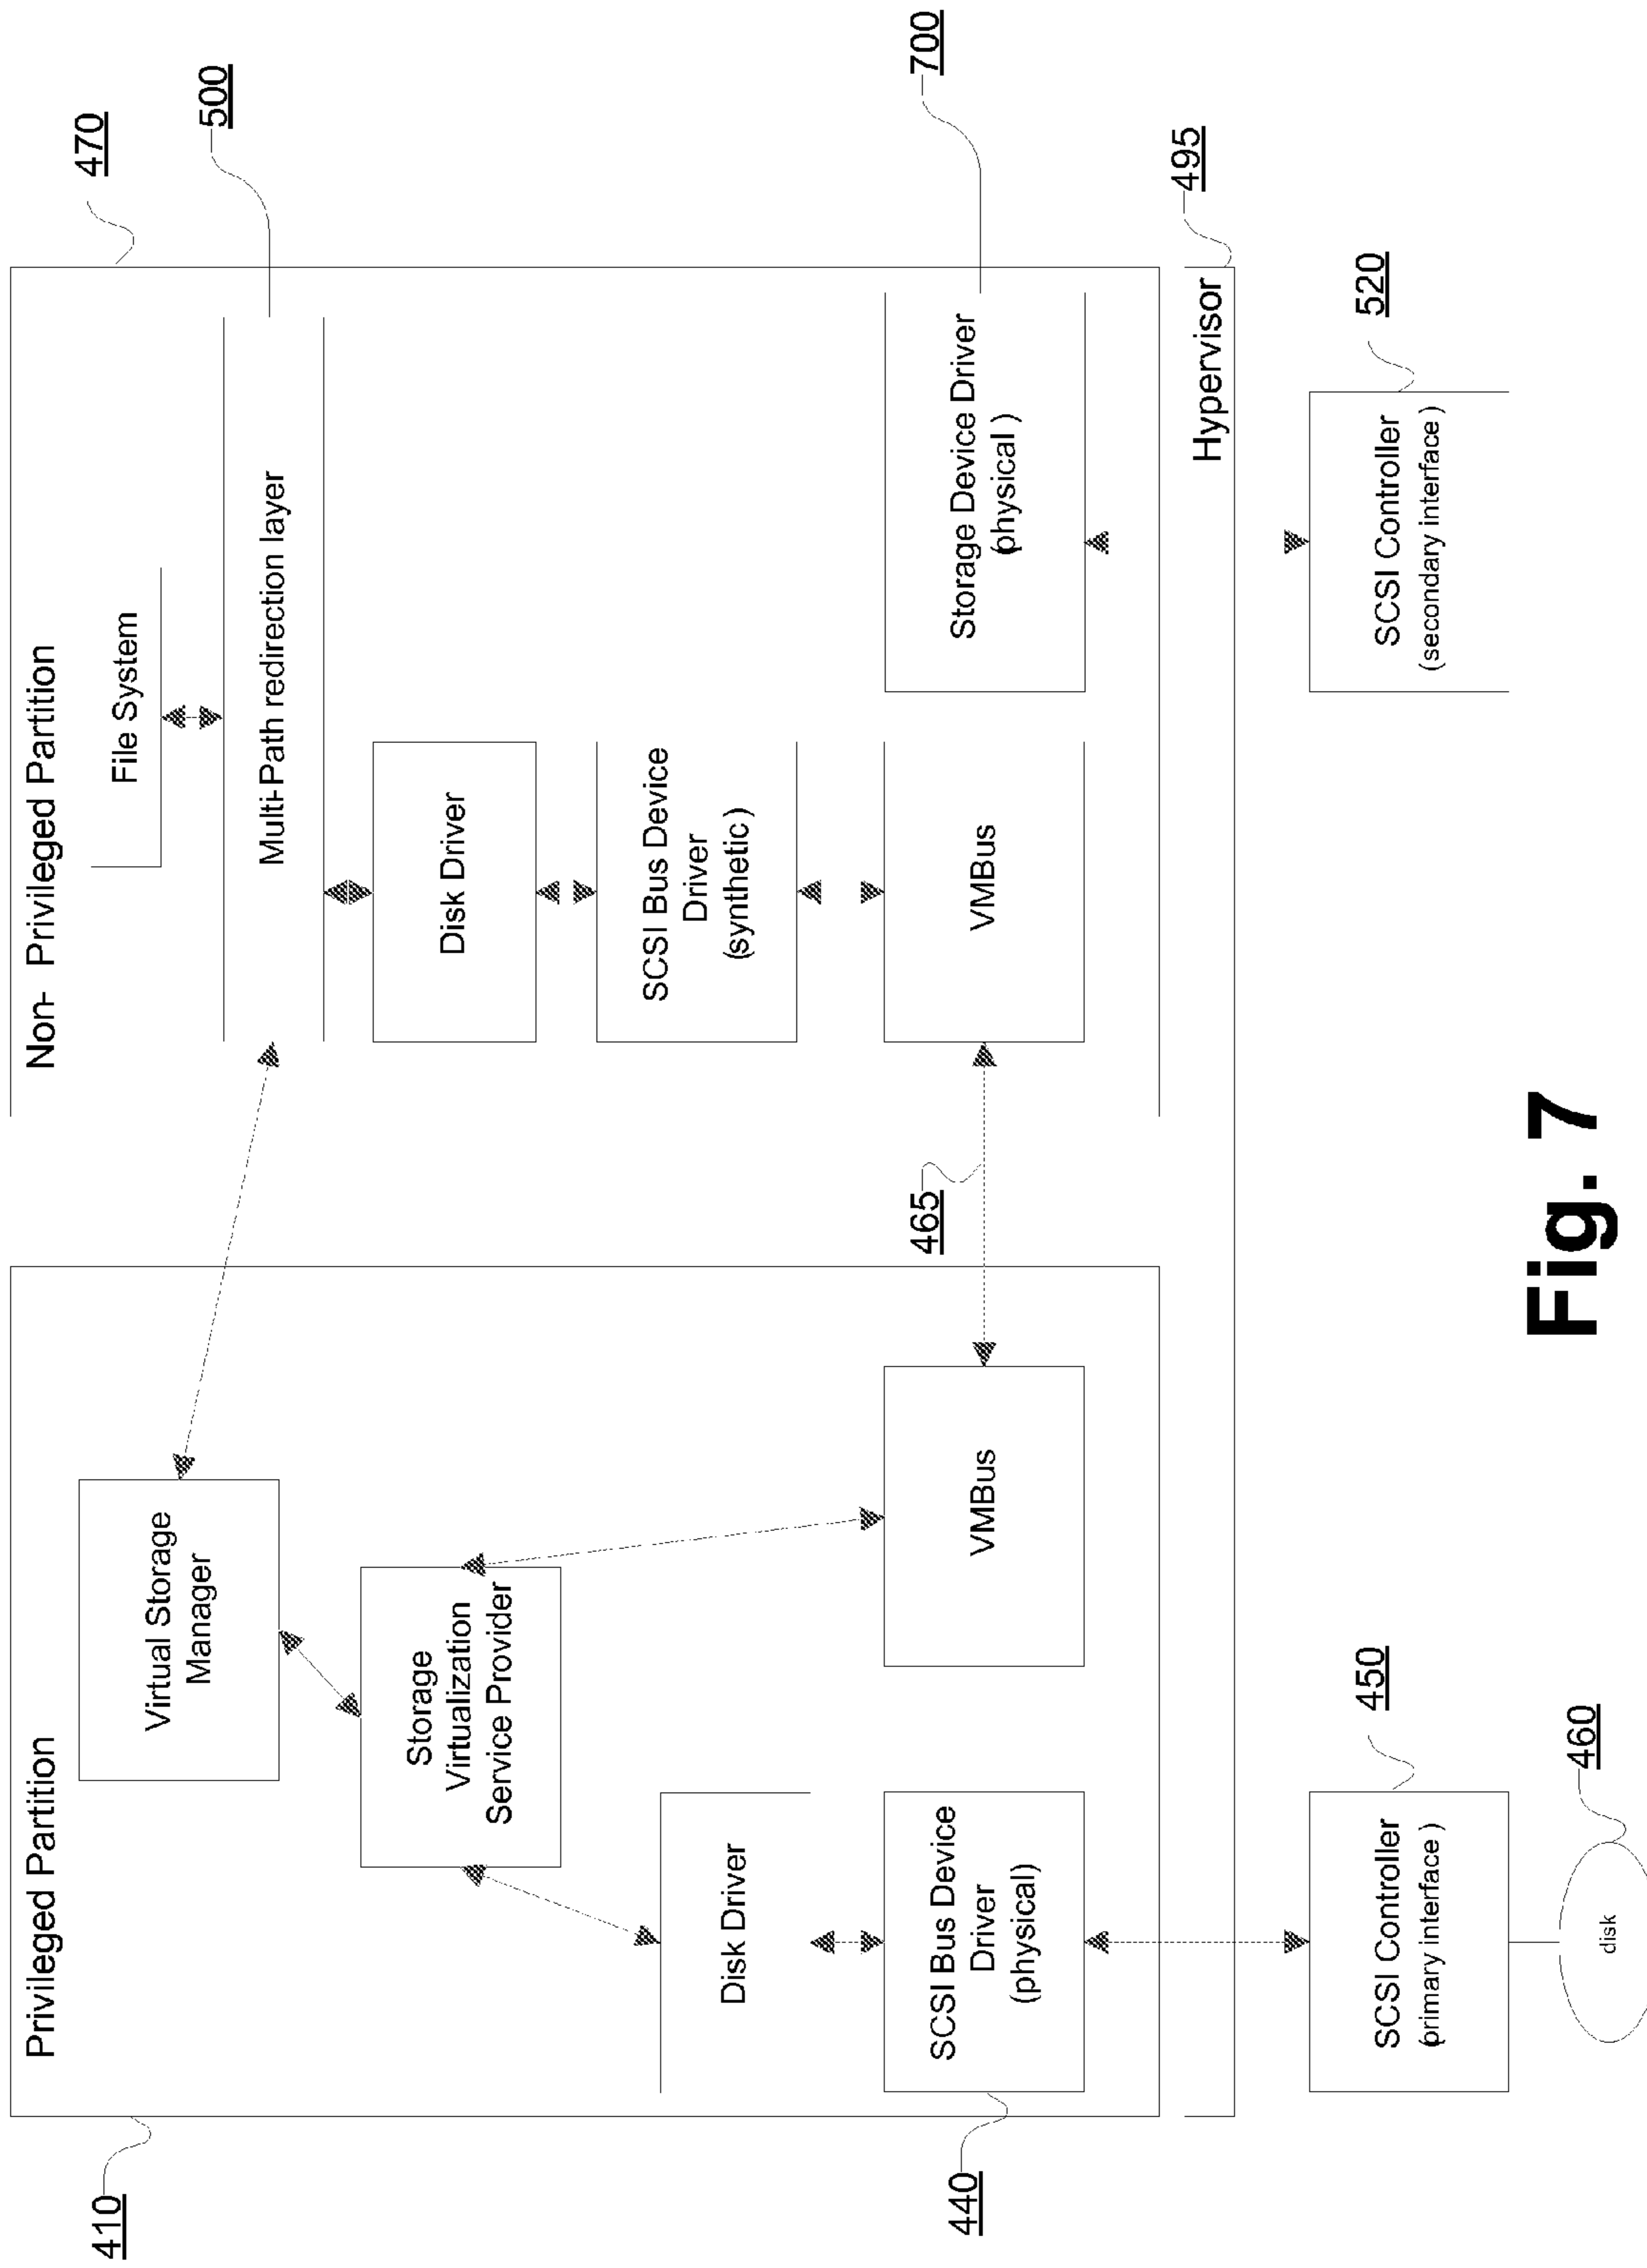 410
Privileged Partition
Virtual Storage
Manager
Storage
Virtualization
Service Provider
Disk Driver
440
SCSI Bus Device
Driver
(physical)
VMBus
465
Non- Privileged Partition
470
File System
500
Multi-Path redirection layer
Disk Driver
SCSI Bus Device
Driver
(synthetic)
VMBus
Storage Device Driver
(physical )
700
Hypervisor
495
SCSI Controller
(primary interface )
450
disk
460
SCSI Controller
(secondary interface )
520
Fig. 7